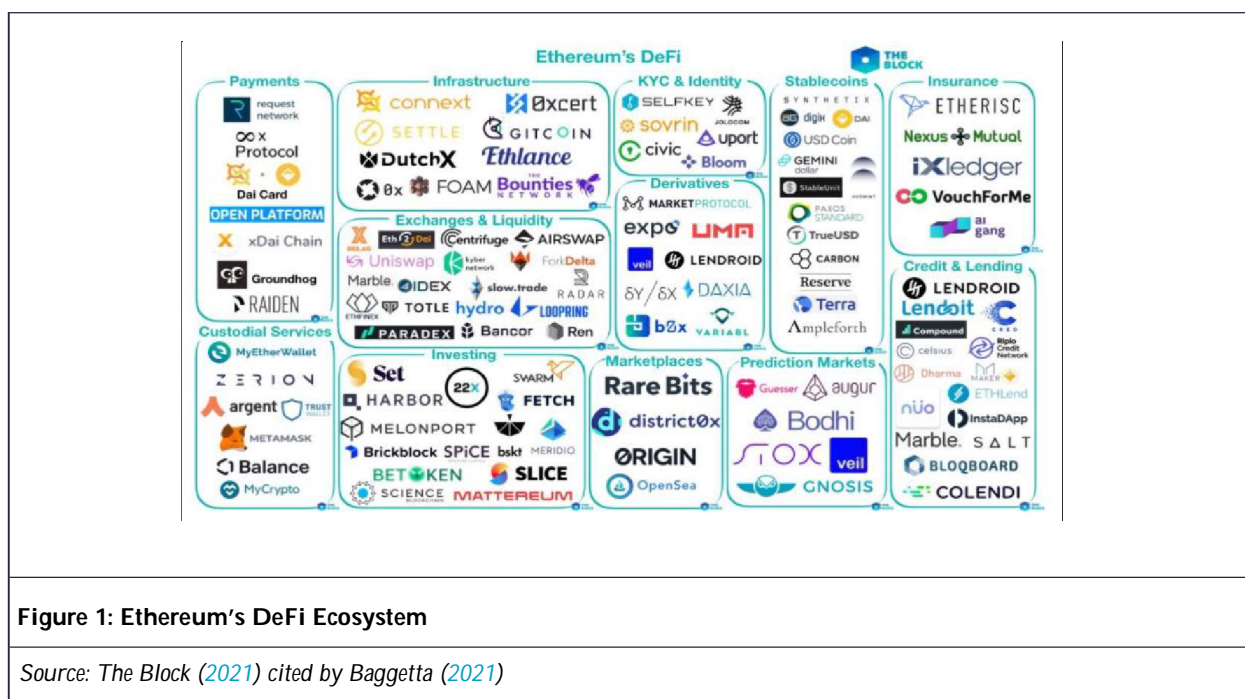 Ethereum's DeFi
THE BLOCK
Payments
request network
Protocol
Dai Card
OPEN PLATFORM
xDai Chain
Groundhog
RAIDEN
Infrastructure
connext
0xcert
SETTLE
GITCOIN
DutchX
Ethlance
0x
FOAM
THE Bounties NETWORK
KYC & Identity
SELFKEY
JOLOCOM
sovrin
uport
civic
Bloom
Stablecoins
SYNTHETIX
digix
DAI
USD Coin
GEMINI dollar
StableUnit
PAXOS STANDARD
TrueUSD
CARBON
Reserve
Terra
Ampleforth
Insurance
ETHERISC
Nexus Mutual
iXledger
VouchForMe
ai gang
Exchanges & Liquidity
Eth2Dai
Centrifuge
AIRSWAP
Uniswap
kyber network
ForkDelta
Marble.
IDEX
slow.trade
RADAR
ETHFINEX
TOTLE
hydro
LOOPRING
PARADEX
Bancor
Ren
Derivatives
MARKETPROTOCOL
expo
UMA
veil
LENDROID
δY/δX
DAXIA
b0x
VARIABL
Credit & Lending
LENDROID
Lendoit
CRED
Compound
celsius
Ripio Credit Network
Dharma
MAKER
ETHLend
nüo
InstaDApp
Marble.
SALT
BLOQBOARD
COLENDI
Custodial Services
MyEtherWallet
ZERION
argent
TRUST WALLET
METAMASK
Balance
MyCrypto
Investing
Set
22X
SWARM
HARBOR
FETCH
MELONPORT
Brickblock
SPiCE
bskt
MERIDIO
BETOKEN
SLICE
SCIENCE BLOCKCHAIN
MATTEREUM
Marketplaces
Rare Bits
district0x
ORIGIN
OpenSea
Prediction Markets
Guesser
augur
Bodhi
STOX
veil
GNOSIS
Figure 1: Ethereum's DeFi Ecosystem
Source: The Block (2021) cited by Baggetta (2021)